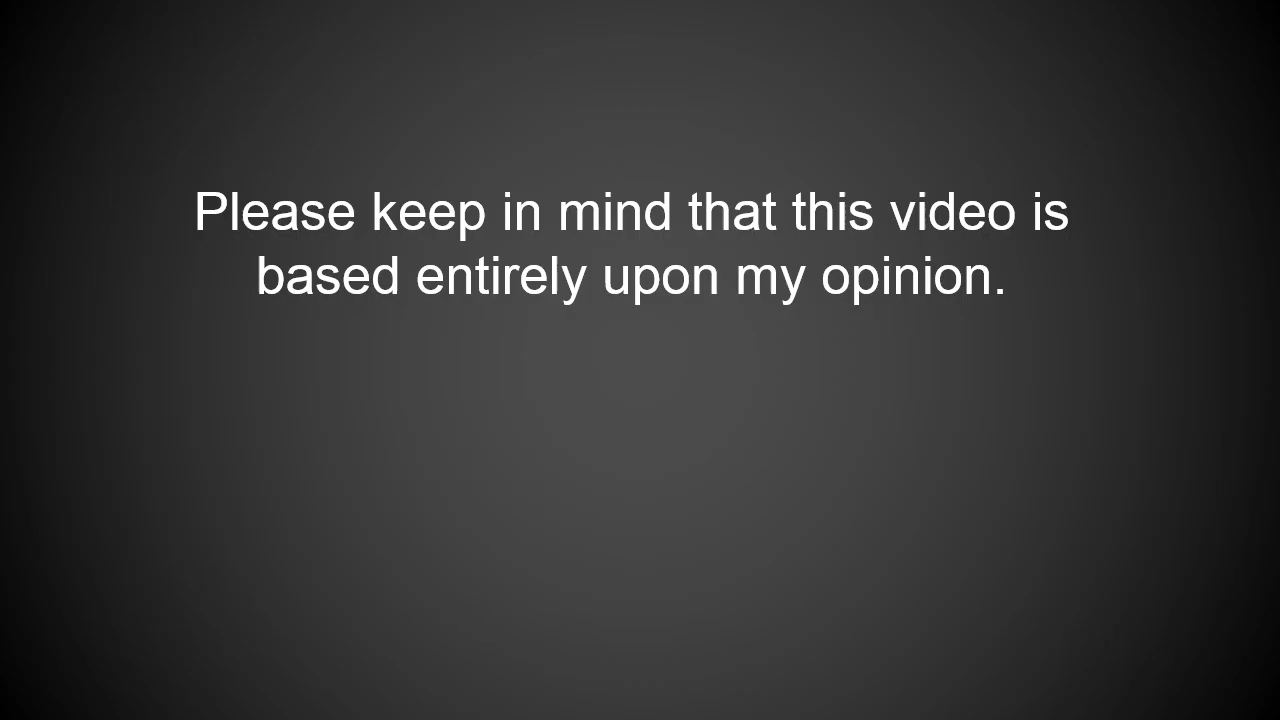 Please keep in mind that this video is
based entirely upon my opinion.